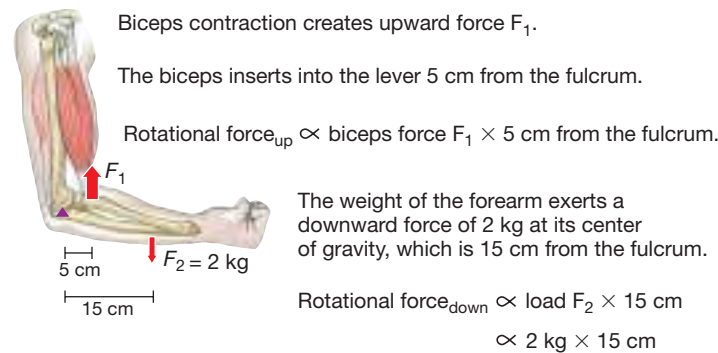 Biceps contraction creates upward force F₁.
The biceps inserts into the lever 5 cm from the fulcrum.
Rotational force_up ∝ biceps force F₁ × 5 cm from the fulcrum.
F₁
The weight of the forearm exerts a
downward force of 2 kg at its center
of gravity, which is 15 cm from the fulcrum.
F₂ = 2 kg
5 cm
15 cm
Rotational force_down ∝ load F₂ × 15 cm
∝ 2 kg × 15 cm